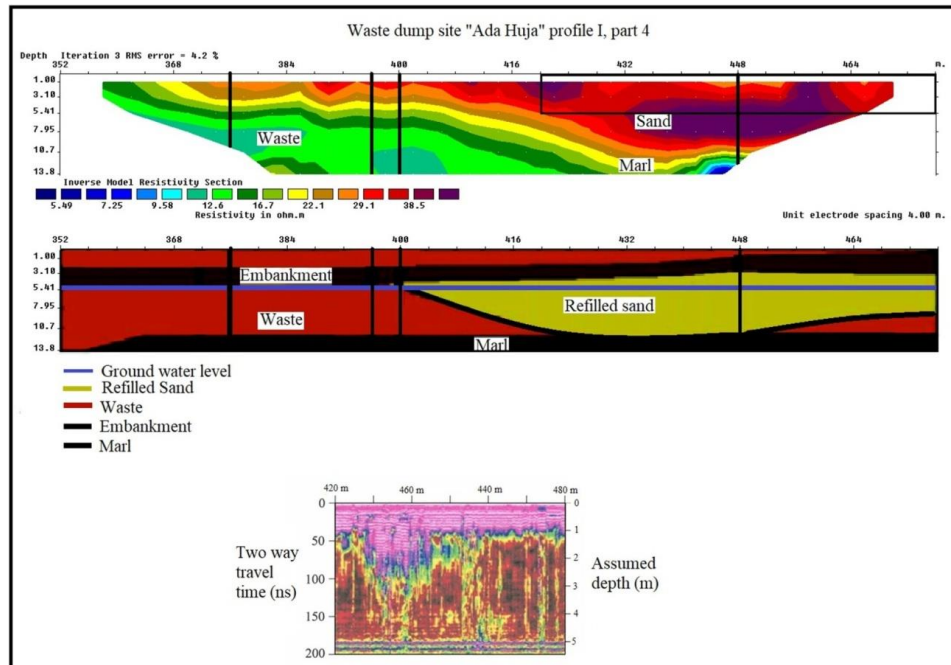 Waste dump site "Ada Huja" profile I, part 4
Depth Iteration 3 RMS error = 4.2 %
352 368 384 400 416 432 448 464 m.
1.00
3.10
5.41
7.95
10.7
13.8
Waste
Sand
Marl
Inverse Model Resistivity Section
5.49 7.25 9.58 12.6 16.7 22.1 29.1 38.5
Resistivity in ohm.m
Unit electrode spacing 4.00 m.
352 368 384 400 416 432 448 464
1.00
3.10
5.41
7.95
10.7
13.8
Embankment
Refilled sand
Waste
Marl
Ground water level
Refilled Sand
Waste
Embankment
Marl
420 m 460 m 440 m 480 m
0
50
100
150
200
Two way
travel
time (ns)
0
1
2
3
4
5
Assumed
depth (m)